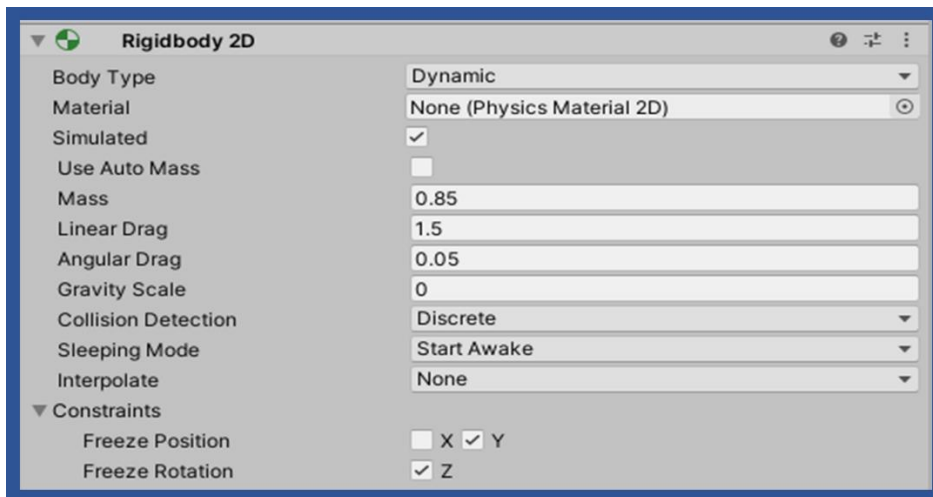 Rigidbody 2D
Body Type Dynamic
Material None (Physics Material 2D)
Simulated
Use Auto Mass
Mass 0.85
Linear Drag 1.5
Angular Drag 0.05
Gravity Scale 0
Collision Detection Discrete
Sleeping Mode Start Awake
Interpolate None
Constraints
Freeze Position X Y
Freeze Rotation Z